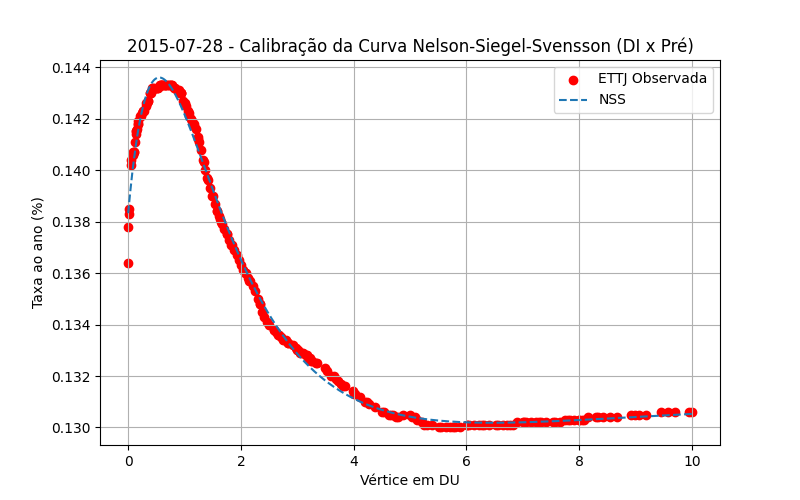 2015-07-28 - Calibração da Curva Nelson-Siegel-Svensson (DI x Pré)
ETTJ Observada
NSS
Taxa ao ano (%)
0.144
0.142
0.140
0.138
0.136
0.134
0.132
0.130
0 2 4 6 8 10
Vértice em DU